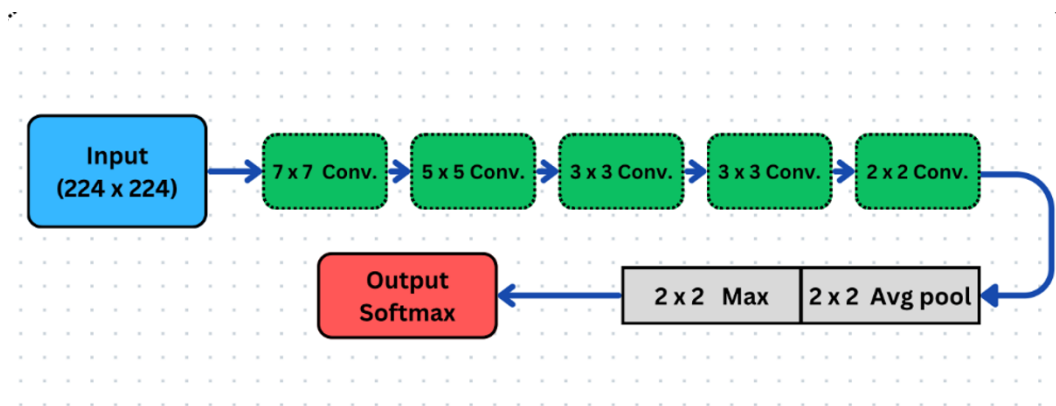 Input
(224 x 224)
7 x 7 Conv.
5 x 5 Conv.
3 x 3 Conv.
3 x 3 Conv.
2 x 2 Conv.
2 x 2 Avg pool
2 x 2 Max
Output
Softmax